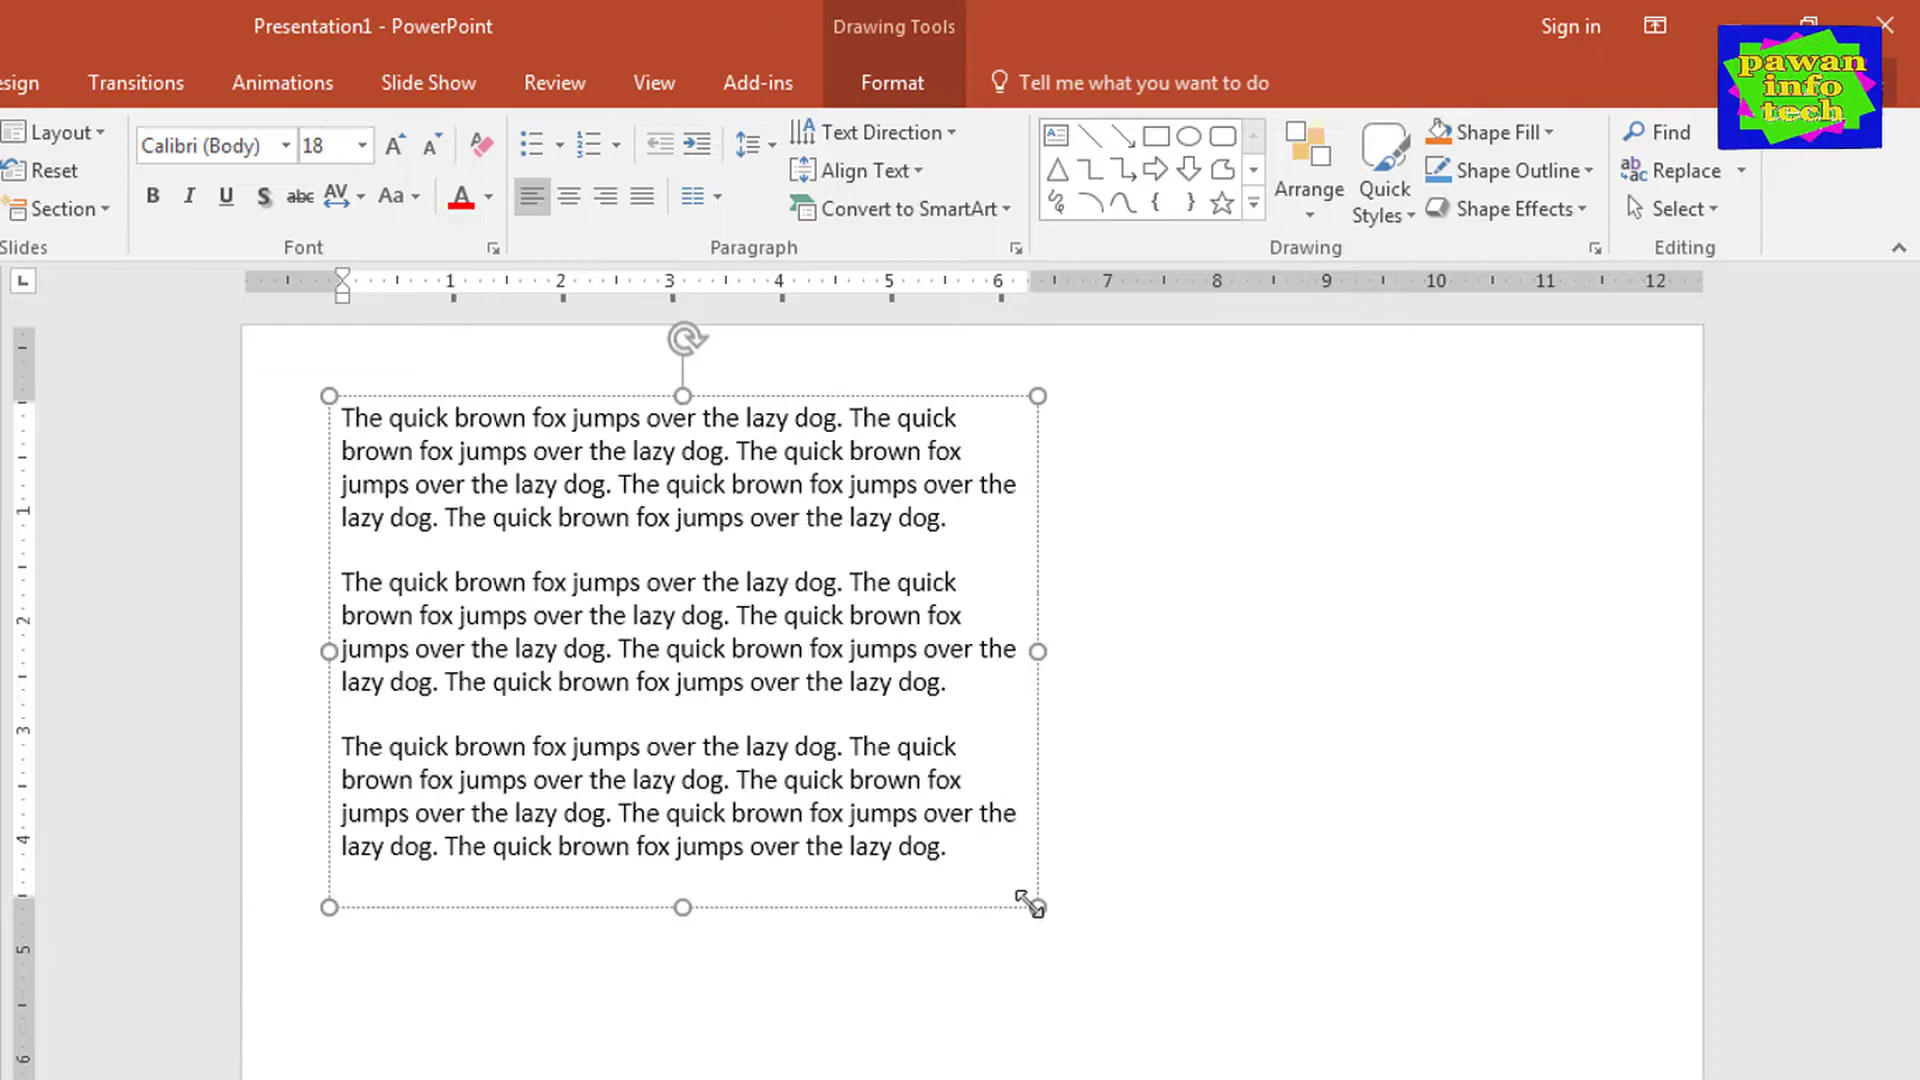 Presentation1 - PowerPoint
Drawing Tools
Sign in
esign
Transitions
Animations
Slide Show
Review
View
Add-ins
Format
Tell me what you want to do
pawan
info
tech
Layout
Reset
Section
Slides
Calibri (Body)
18
B I U S abc AV Aa A
Font
Text Direction
Align Text
Convert to SmartArt
Paragraph
Arrange
Quick
Styles
Shape Fill
Shape Outline
Shape Effects
Drawing
Find
Replace
Select
Editing
1 2 3 4 5 6 7 8 9 10 11 12
The quick brown fox jumps over the lazy dog. The quick
brown fox jumps over the lazy dog. The quick brown fox
jumps over the lazy dog. The quick brown fox jumps over the
lazy dog. The quick brown fox jumps over the lazy dog.
The quick brown fox jumps over the lazy dog. The quick
brown fox jumps over the lazy dog. The quick brown fox
jumps over the lazy dog. The quick brown fox jumps over the
lazy dog. The quick brown fox jumps over the lazy dog.
The quick brown fox jumps over the lazy dog. The quick
brown fox jumps over the lazy dog. The quick brown fox
jumps over the lazy dog. The quick brown fox jumps over the
lazy dog. The quick brown fox jumps over the lazy dog.
1
2
3
4
5
6